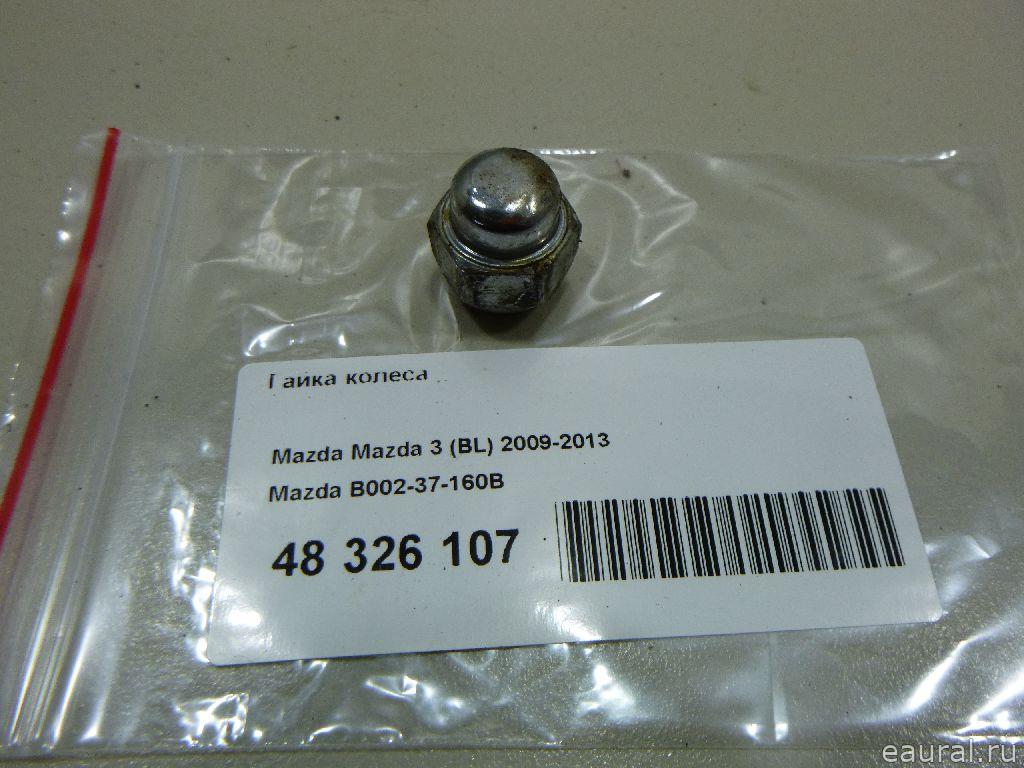 Гайка колеса
Mazda Mazda 3 (BL) 2009-2013
Mazda B002-37-160B
48 326 107
eaural.ru